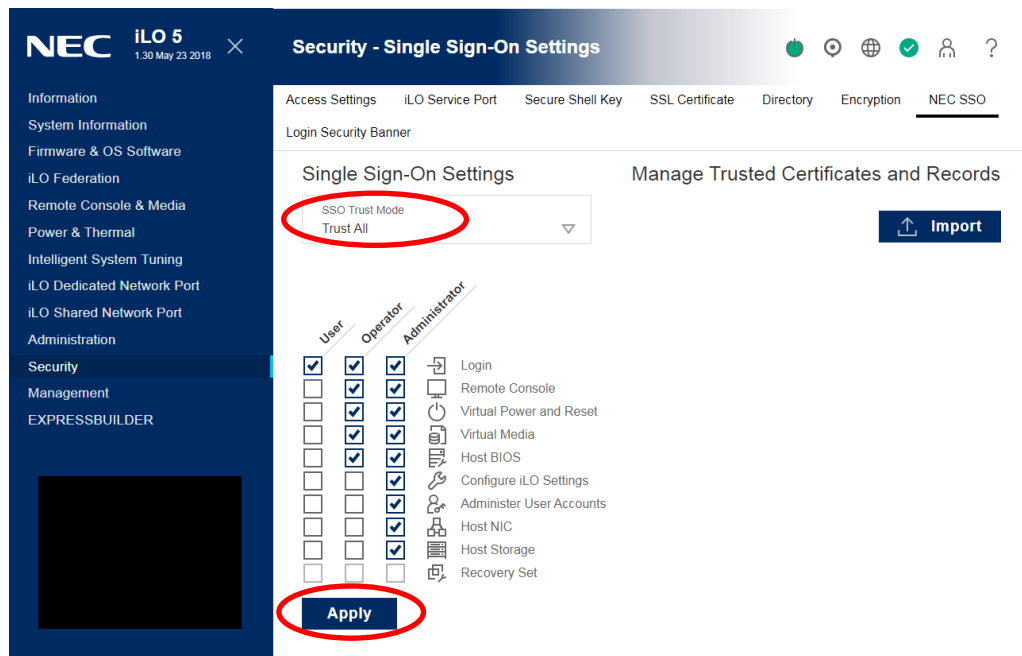 NEC
iLO 5
1.30 May 23 2018
Information
System Information
Firmware & OS Software
iLO Federation
Remote Console & Media
Power & Thermal
Intelligent System Tuning
iLO Dedicated Network Port
iLO Shared Network Port
Administration
Security
Management
EXPRESSBUILDER
Security - Single Sign-On Settings
?
Access Settings iLO Service Port Secure Shell Key SSL Certificate Directory Encryption NEC SSO
Login Security Banner
Single Sign-On Settings
SSO Trust Mode
Trust All
Manage Trusted Certificates and Records
Import
User Operator Administrator
Login
Remote Console
Virtual Power and Reset
Virtual Media
Host BIOS
Configure iLO Settings
Administer User Accounts
Host NIC
Host Storage
Recovery Set
Apply